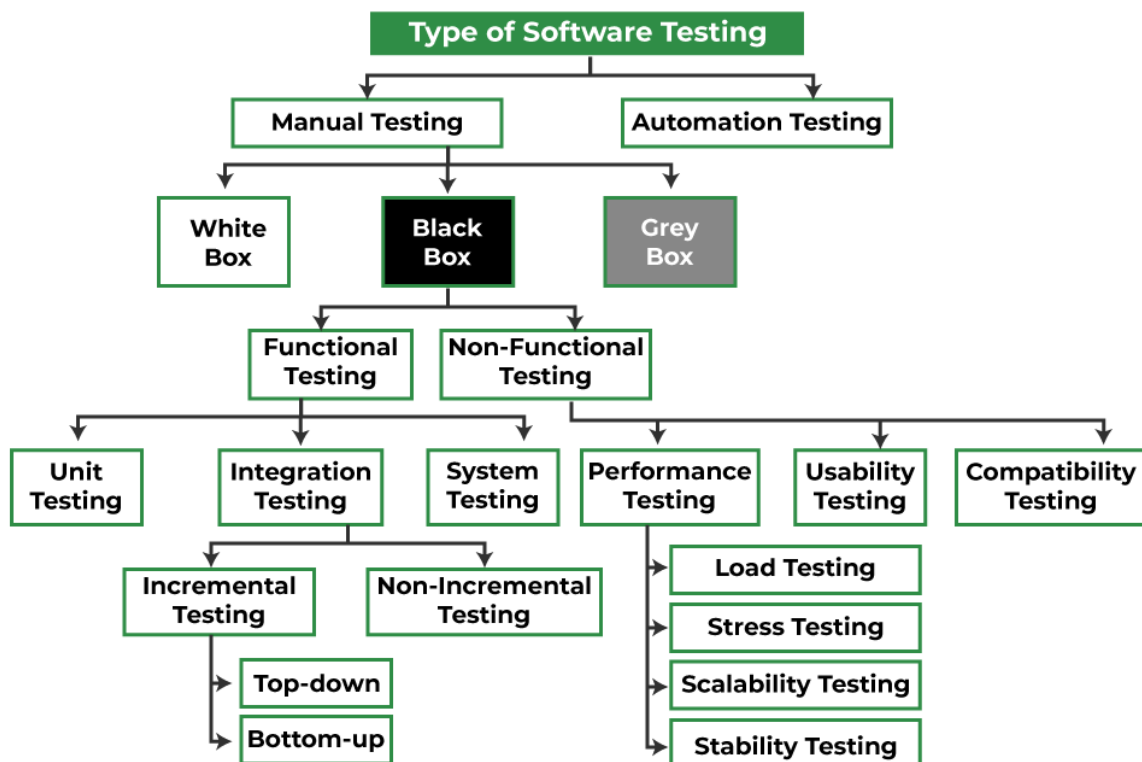 Type of Software Testing
Manual Testing
Automation Testing
White
Box
Black
Box
Grey
Box
Functional
Testing
Non-Functional
Testing
Unit
Testing
Integration
Testing
System
Testing
Performance
Testing
Usability
Testing
Compatibility
Testing
Incremental
Testing
Non-Incremental
Testing
Load Testing
Stress Testing
Scalability Testing
Stability Testing
Top-down
Bottom-up